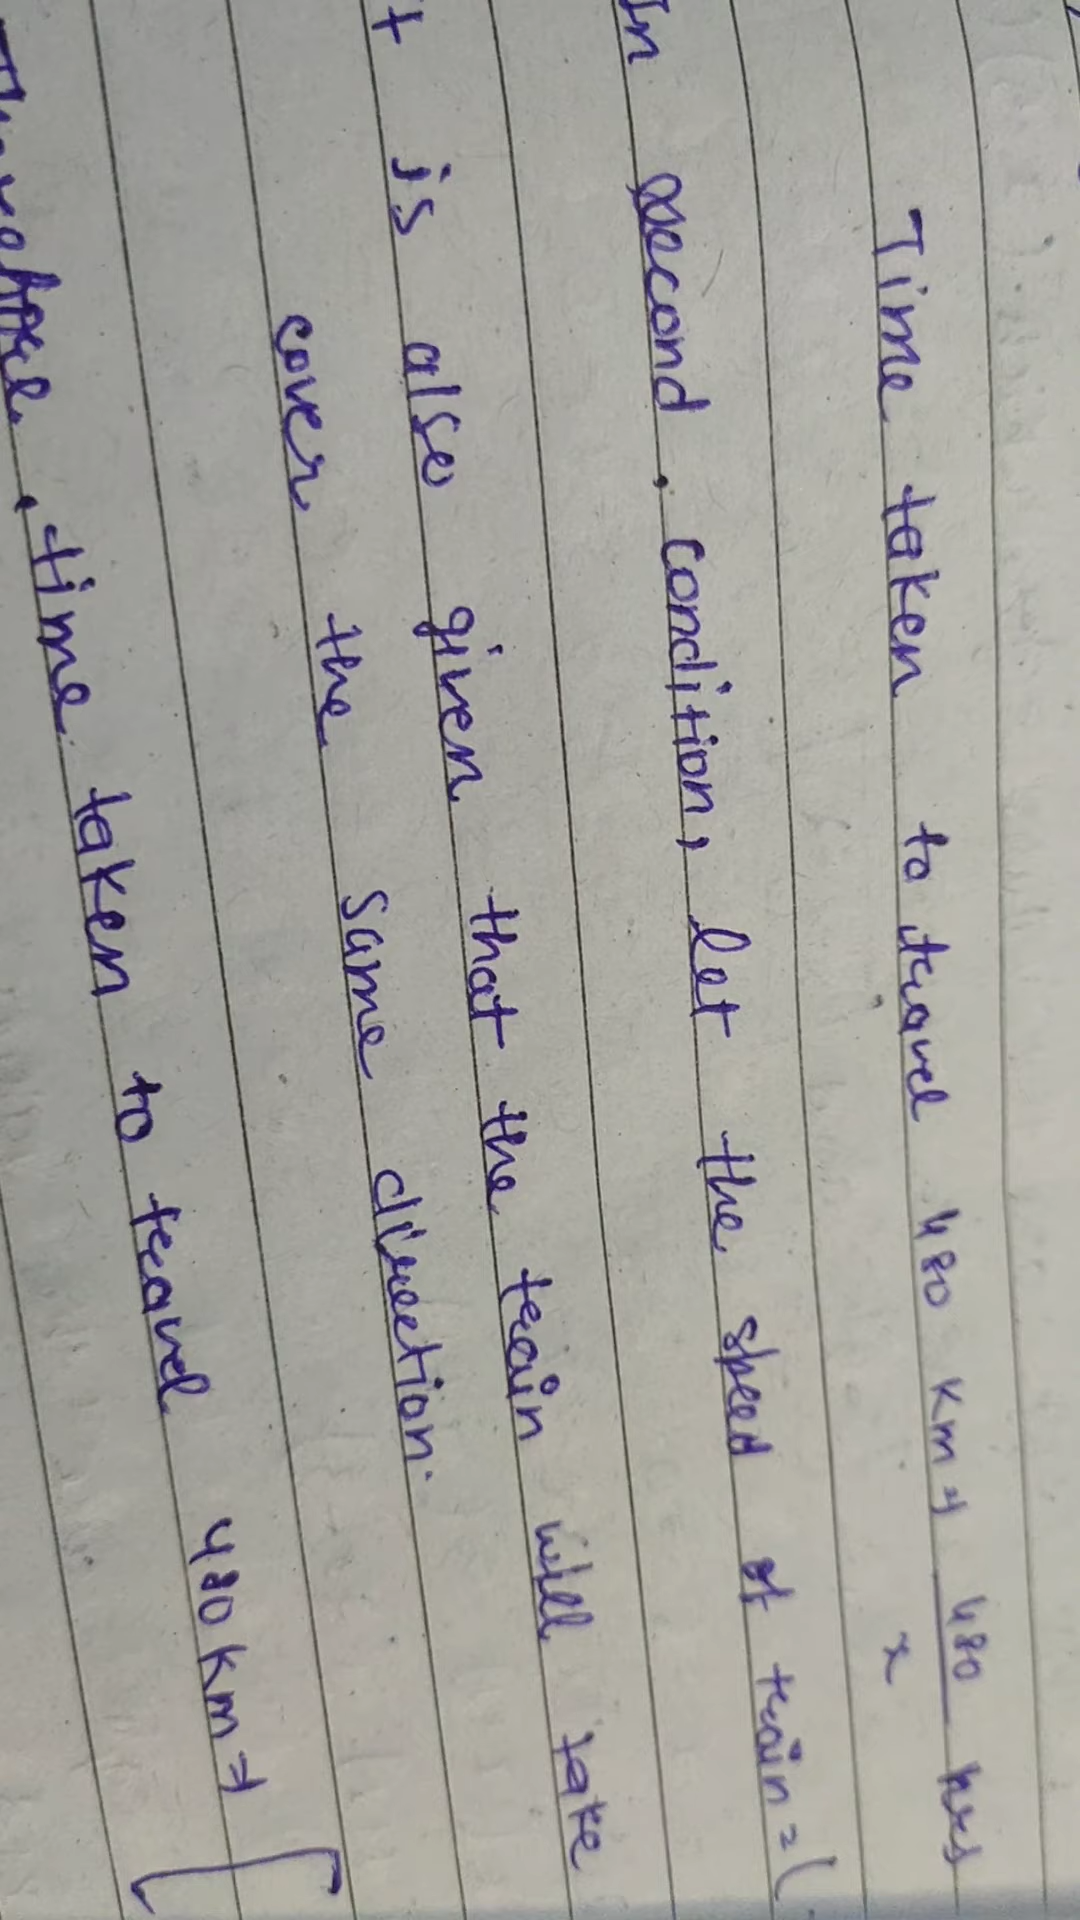 Time taken to travel 480 km → 480/x hrs
In second, condition, let the speed of train = (
t is also given that the train will take
cover the same direction.
Therefore, time taken to travel 480 km ⇒ [